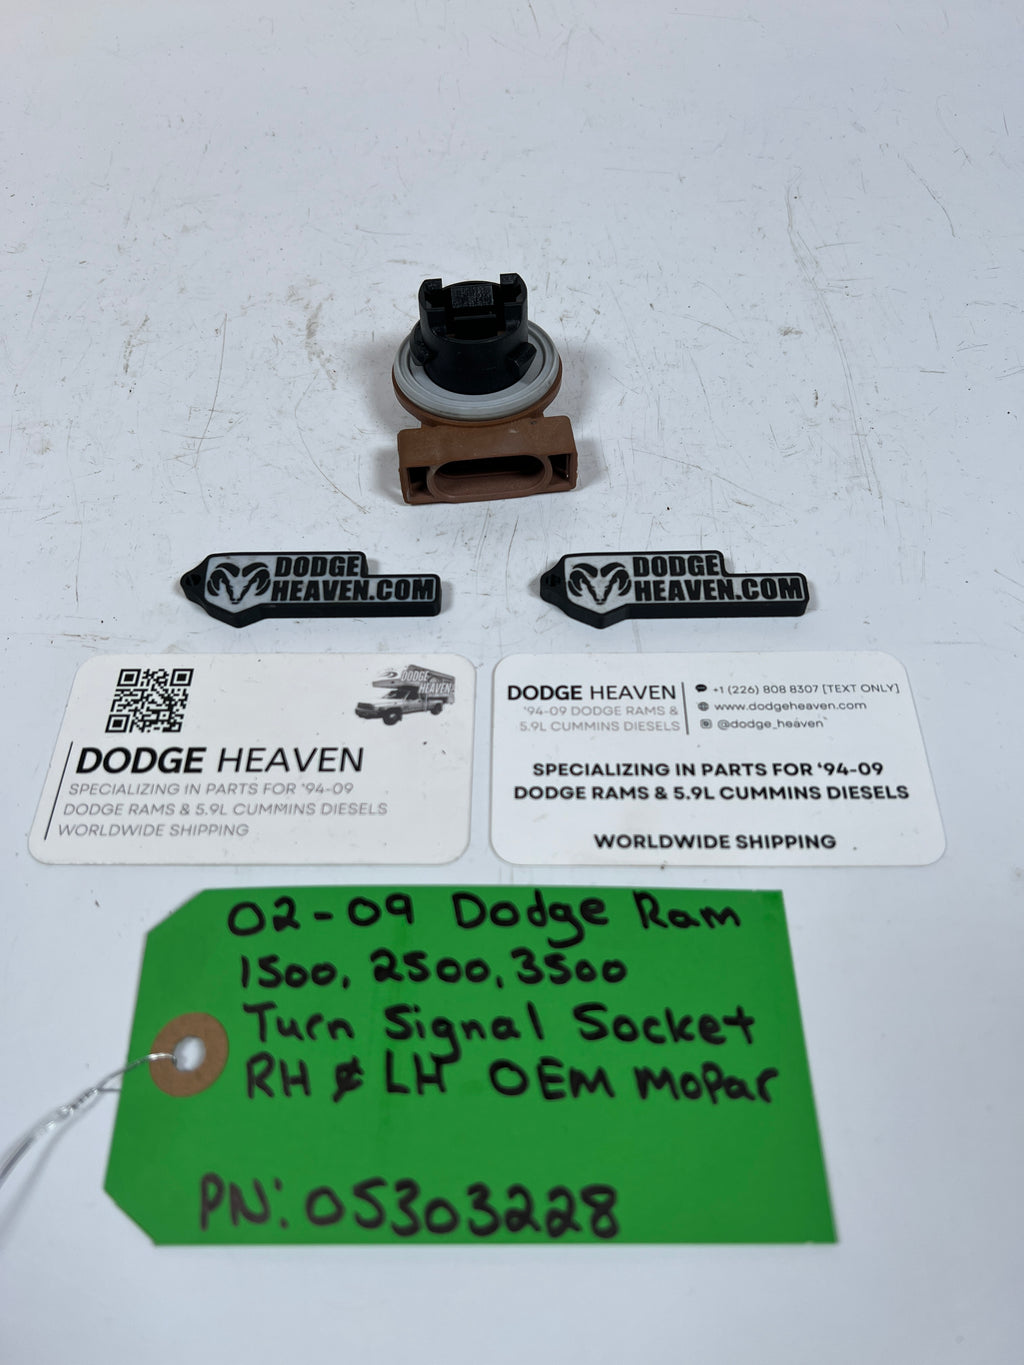 DODGE
HEAVEN.COM
DODGE
HEAVEN.COM
DODGE
HEAVEN
DODGE HEAVEN
SPECIALIZING IN PARTS FOR '94-09
DODGE RAMS & 5.9L CUMMINS DIESELS
WORLDWIDE SHIPPING
DODGE HEAVEN
'94-09 DODGE RAMS &
5.9L CUMMINS DIESELS
+1 (226) 808 8307 [TEXT ONLY]
www.dodgeheaven.com
@dodge_heaven
SPECIALIZING IN PARTS FOR '94-09
DODGE RAMS & 5.9L CUMMINS DIESELS
WORLDWIDE SHIPPING
02-09 Dodge Ram
1500, 2500, 3500
Turn Signal Socket
RH & LH OEM Mopar
PN: 05303228